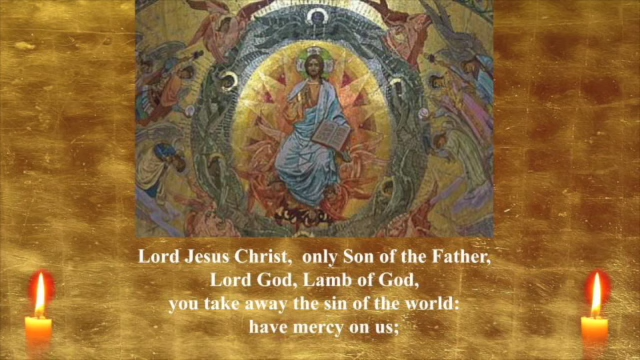 Lord Jesus Christ, only Son of the Father,
Lord God, Lamb of God,
you take away the sin of the world:
have mercy on us;